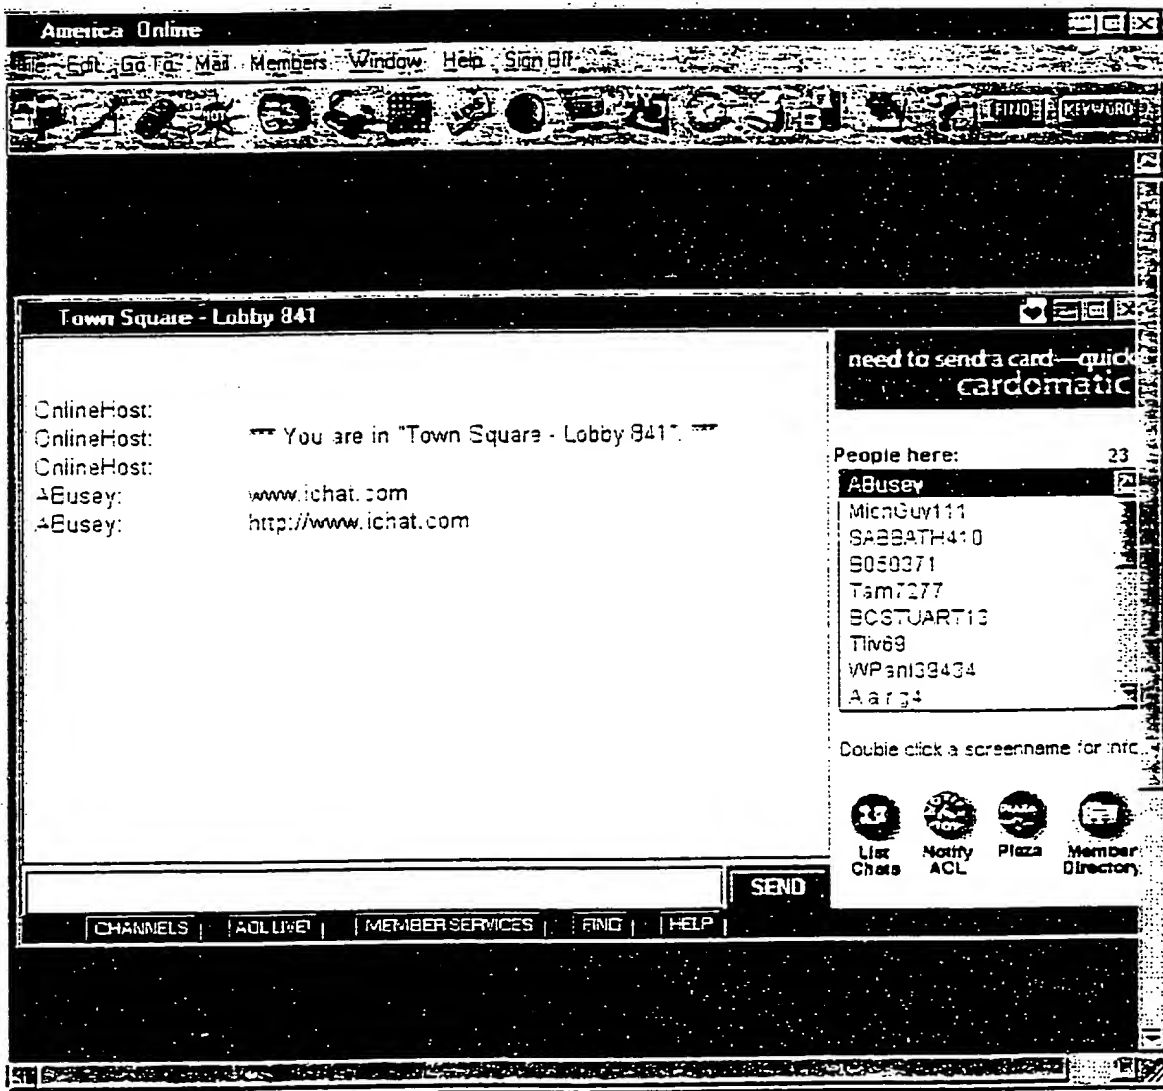 America Online
File Edit Go To Mail Members Window Help Sign Off
HOT FIND KEYWORD
Town Square - Lobby 841
need to send a card—quick
cardomatic
OnlineHost:
OnlineHost: *** You are in "Town Square - Lobby 841". ***
OnlineHost:
ABusey: www.ichat.com
ABusey: http://www.ichat.com
People here: 23
ABusey
MichGuy111
SABBATH410
Tam7277
BCSTUART13
Tliv69
Double click a screenname for info.
List Chats
Notify AOL
Plaza
Member Directory
SEND
CHANNELS AOL LIVE! MEMBER SERVICES FIND HELP